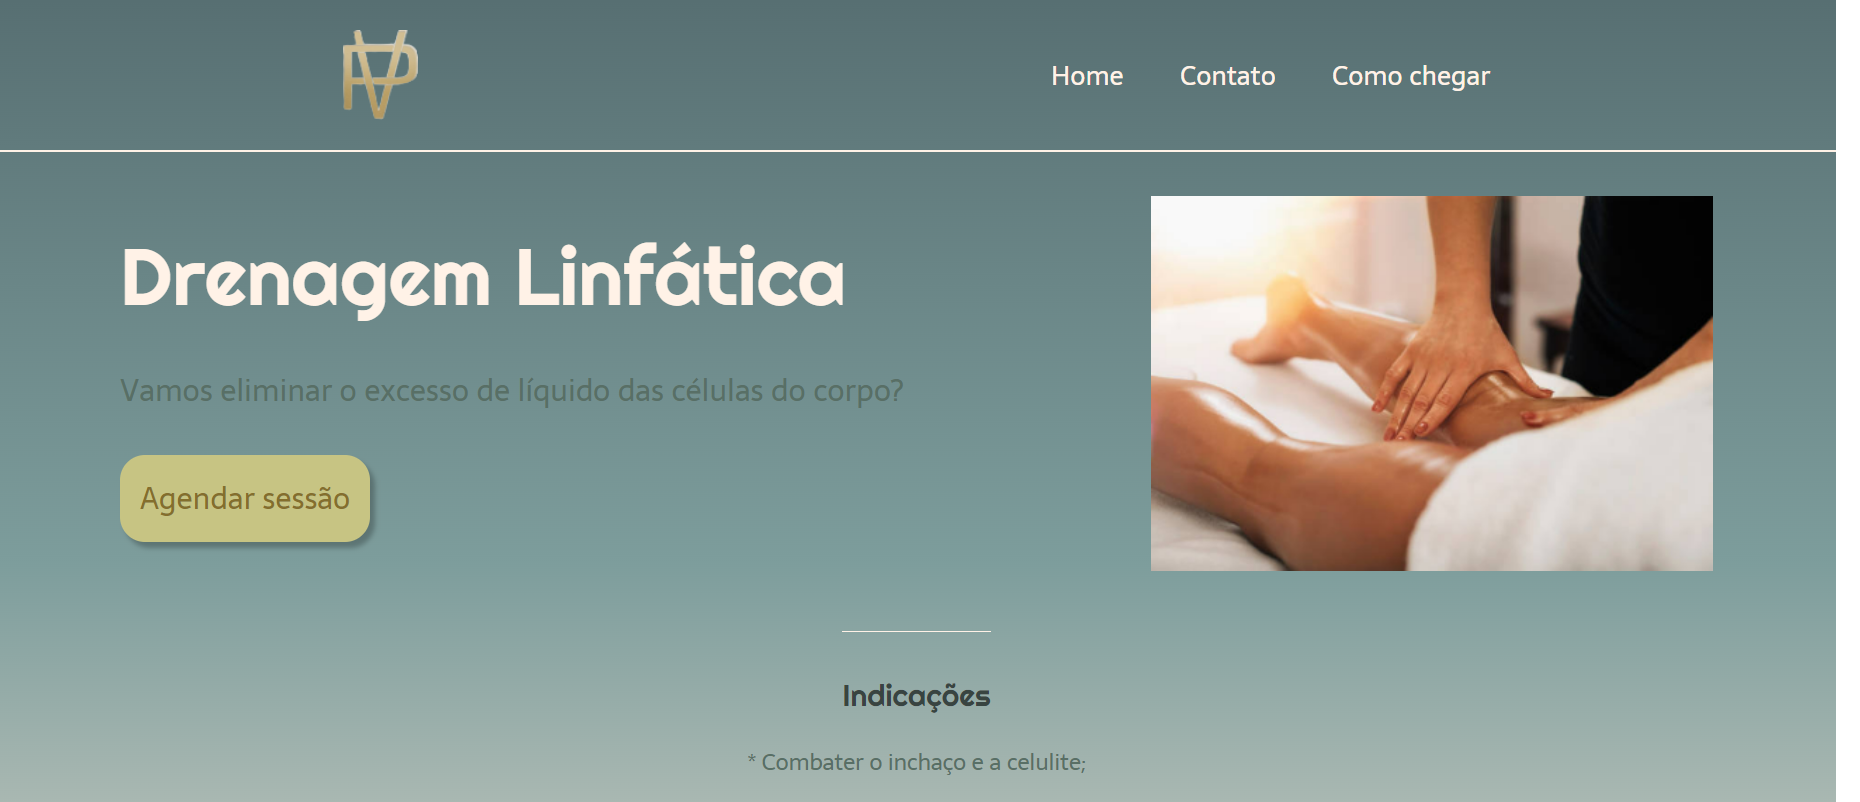 Home Contato Como chegar
Drenagem Linfática
Vamos eliminar o excesso de líquido das células do corpo?
Agendar sessão
Indicações
* Combater o inchaço e a celulite;